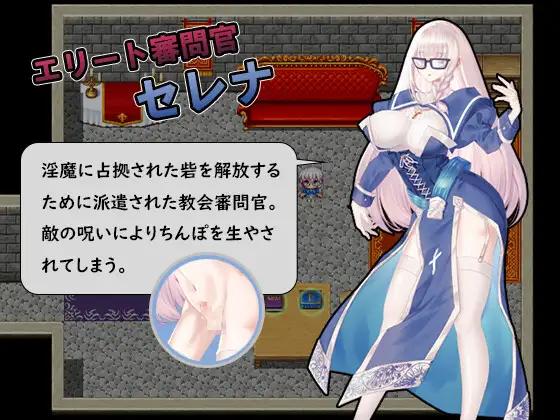 エリート審問官
セレナ
淫魔に占拠された砦を解放する
ために派遣された教会審問官。
敵の呪いによりちんぽを生やさ
れてしまう。